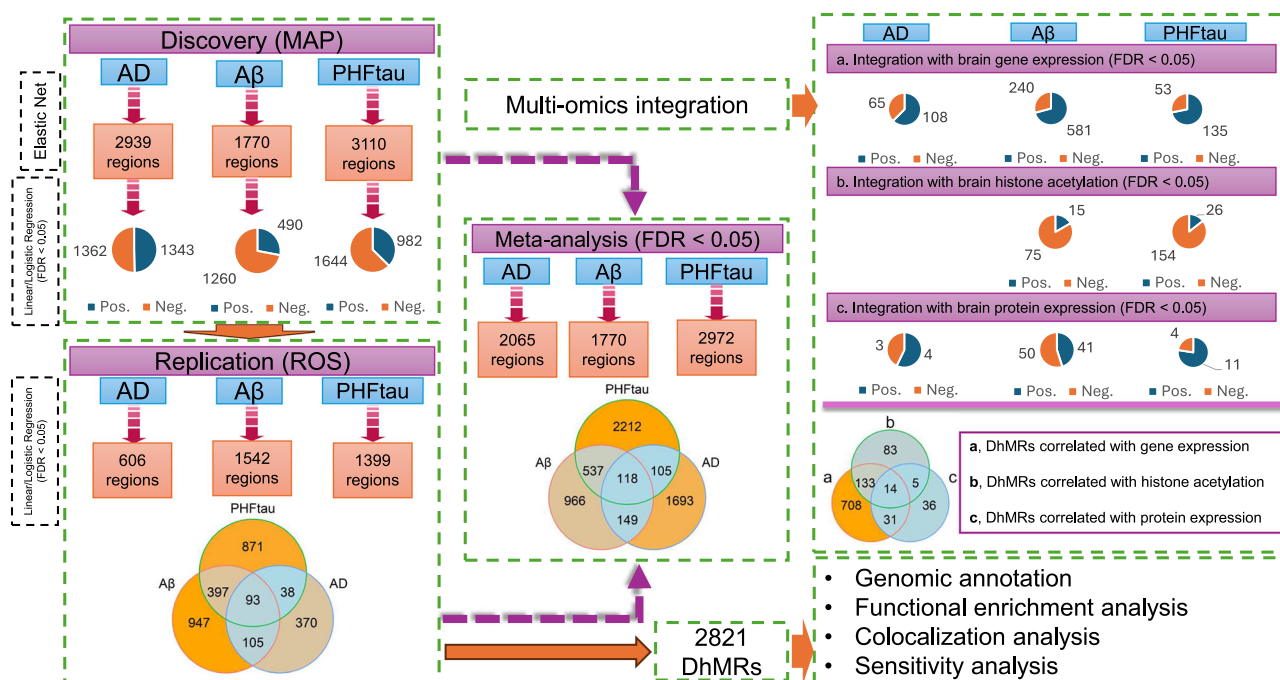 Discovery (MAP)
AD
Aβ
PHFtau
Elastic Net
2939
regions
1770
regions
3110
regions
Linear/Logistic Regression
(FDR < 0.05)
1362
1343
490
1260
982
1644
Pos. Neg.
Pos. Neg.
Pos. Neg.
Replication (ROS)
AD
Aβ
PHFtau
Linear/Logistic Regression
(FDR < 0.05)
606
regions
1542
regions
1399
regions
PHFtau
871
Aβ
397
93
38
AD
947
105
370
Multi-omics integration
Meta-analysis (FDR < 0.05)
AD
Aβ
PHFtau
2065
regions
1770
regions
2972
regions
PHFtau
2212
Aβ
537
118
105
AD
966
149
1693
2821
DhMRs
AD
Aβ
PHFtau
a. Integration with brain gene expression (FDR < 0.05)
65
108
240
581
53
135
Pos. Neg.
Pos. Neg.
Pos. Neg.
b. Integration with brain histone acetylation (FDR < 0.05)
15
75
26
154
Pos. Neg.
Pos. Neg.
c. Integration with brain protein expression (FDR < 0.05)
3
4
50
41
4
11
Pos. Neg.
Pos. Neg.
Pos. Neg.
b
83
a
133
14
5
c
708
31
36
a, DhMRs correlated with gene expression
b, DhMRs correlated with histone acetylation
c, DhMRs correlated with protein expression
• Genomic annotation
• Functional enrichment analysis
• Colocalization analysis
• Sensitivity analysis